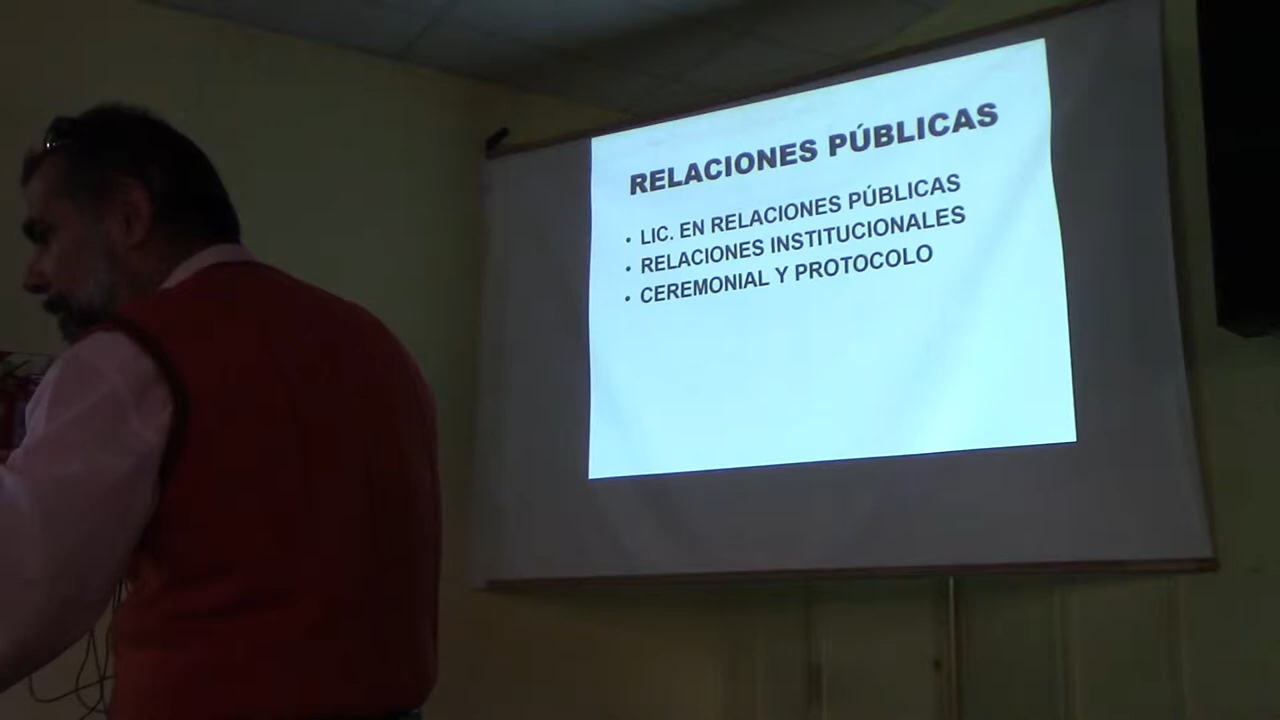 RELACIONES PÚBLICAS
• LIC. EN RELACIONES PÚBLICAS
• RELACIONES INSTITUCIONALES
• CEREMONIAL Y PROTOCOLO